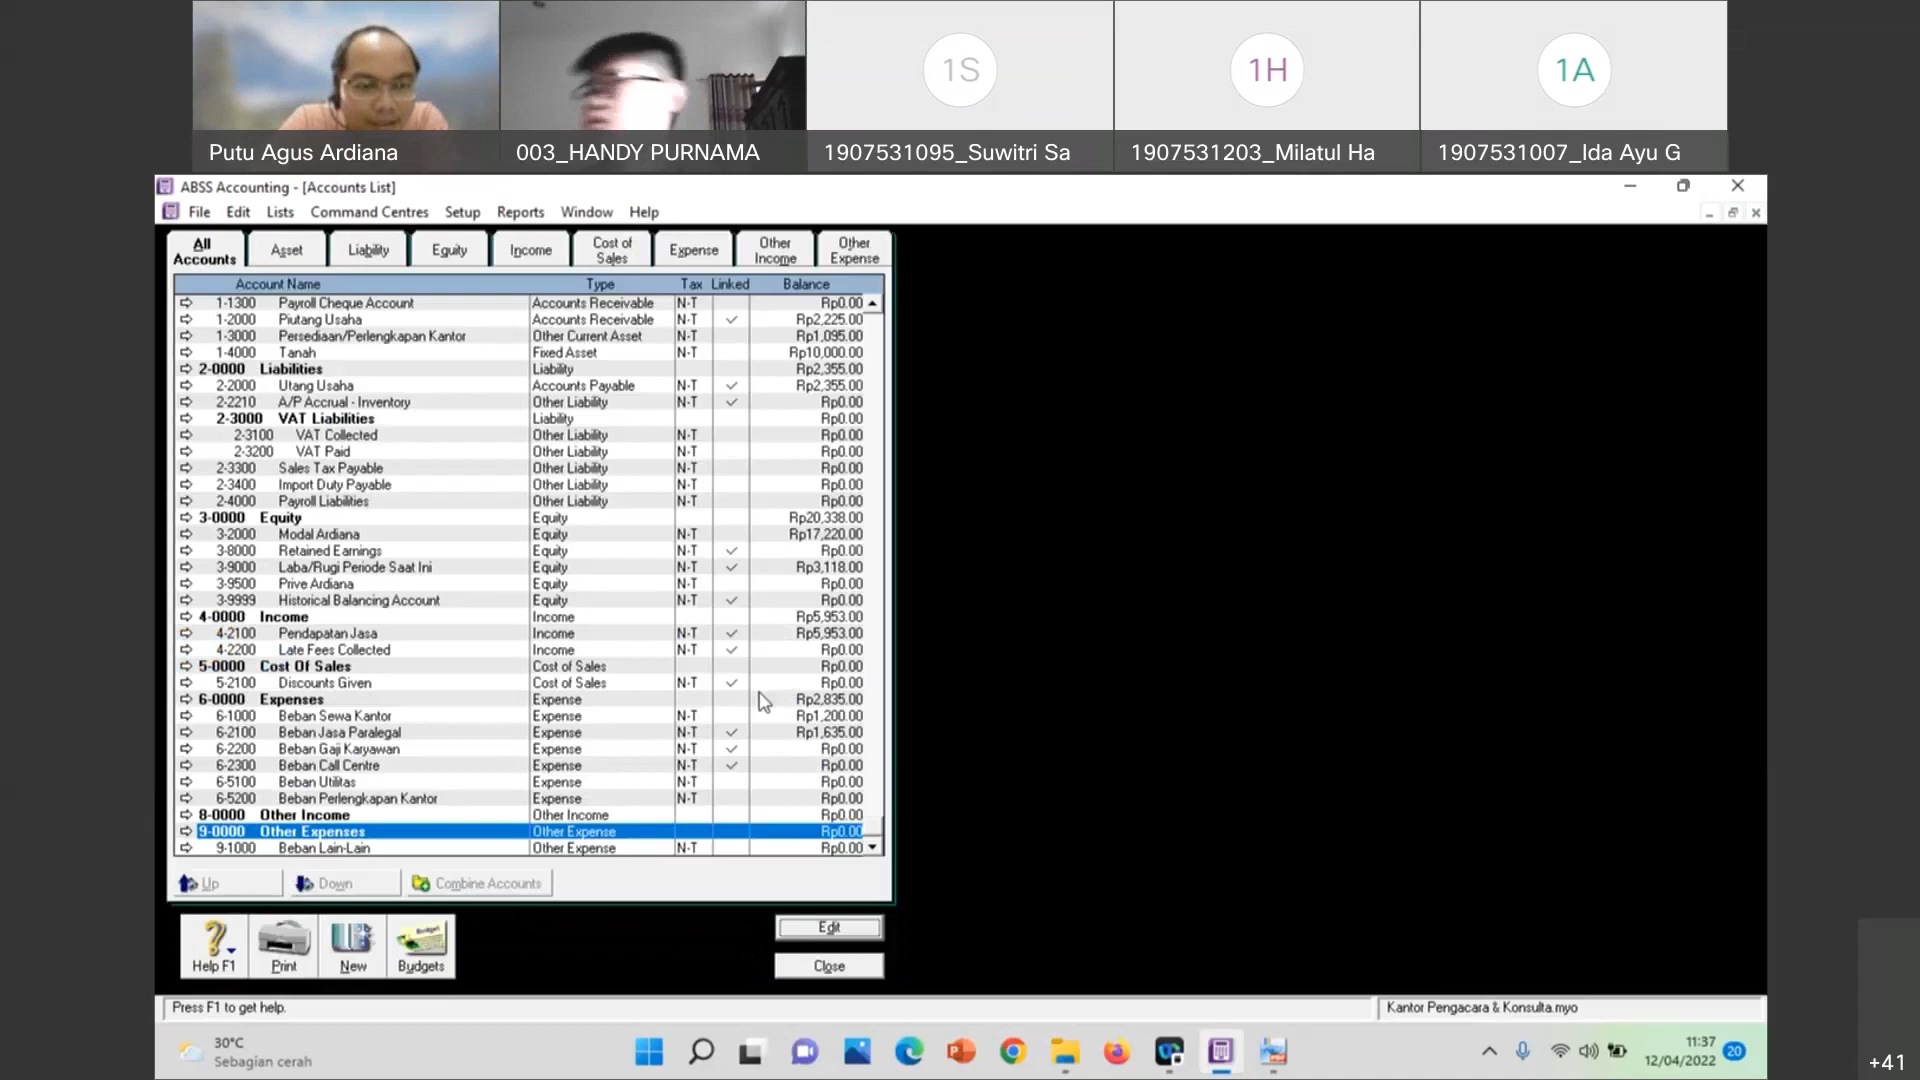 1S
1H
1A
Putu Agus Ardiana
003_HANDY PURNAMA
1907531095_Suwitri Sa
1907531203_Milatul Ha
1907531007_Ida Ayu G
ABSS Accounting - [Accounts List]
File Edit Lists Command Centres Setup Reports Window Help
All Accounts Asset Liability Equity Income Cost of Sales Expense Other Income Other Expense
Account Name Type Tax Linked Balance
1-1300 Payroll Cheque Account Accounts Receivable N-T Rp0.00
1-2000 Piutang Usaha Accounts Receivable N-T Rp2,225.00
1-3000 Persediaan/Perlengkapan Kantor Other Current Asset N-T Rp1,095.00
1-4000 Tanah Fixed Asset N-T Rp10,000.00
2-0000 Liabilities Liability Rp2,355.00
2-2000 Utang Usaha Accounts Payable N-T Rp2,355.00
2-2210 A/P Accrual - Inventory Other Liability N-T Rp0.00
2-3000 VAT Liabilities Liability Rp0.00
2-3100 VAT Collected Other Liability N-T Rp0.00
2-3200 VAT Paid Other Liability N-T Rp0.00
2-3300 Sales Tax Payable Other Liability N-T Rp0.00
2-3400 Import Duty Payable Other Liability N-T Rp0.00
2-4000 Payroll Liabilities Other Liability N-T Rp0.00
3-0000 Equity Equity Rp20,338.00
3-2000 Modal Ardiana Equity N-T Rp17,220.00
3-8000 Retained Earnings Equity N-T Rp0.00
3-9000 Laba/Rugi Periode Saat Ini Equity N-T Rp3,118.00
3-9500 Prive Ardiana Equity N-T Rp0.00
3-9999 Historical Balancing Account Equity N-T Rp0.00
4-0000 Income Income Rp5,953.00
4-2100 Pendapatan Jasa Income N-T Rp5,953.00
4-2200 Late Fees Collected Income N-T Rp0.00
5-0000 Cost Of Sales Cost of Sales Rp0.00
5-2100 Discounts Given Cost of Sales N-T Rp0.00
6-0000 Expenses Expense Rp2,835.00
6-1000 Beban Sewa Kantor Expense N-T Rp1,200.00
6-2100 Beban Jasa Paralegal Expense N-T Rp1,635.00
6-2200 Beban Gaji Karyawan Expense N-T Rp0.00
6-2300 Beban Call Centre Expense N-T Rp0.00
6-5100 Beban Utilitas Expense N-T Rp0.00
6-5200 Beban Perlengkapan Kantor Expense N-T Rp0.00
8-0000 Other Income Other Income Rp0.00
9-0000 Other Expenses Other Expense Rp0.00
9-1000 Beban Lain-Lain Other Expense N-T Rp0.00
Up Down Combine Accounts
Budget
Help F1 Print New Budgets
Edit
Close
Press F1 to get help.
Kantor Pengacara & Konsulta.myo
30°C
Sebagian cerah
11:37
12/04/2022
20
+41